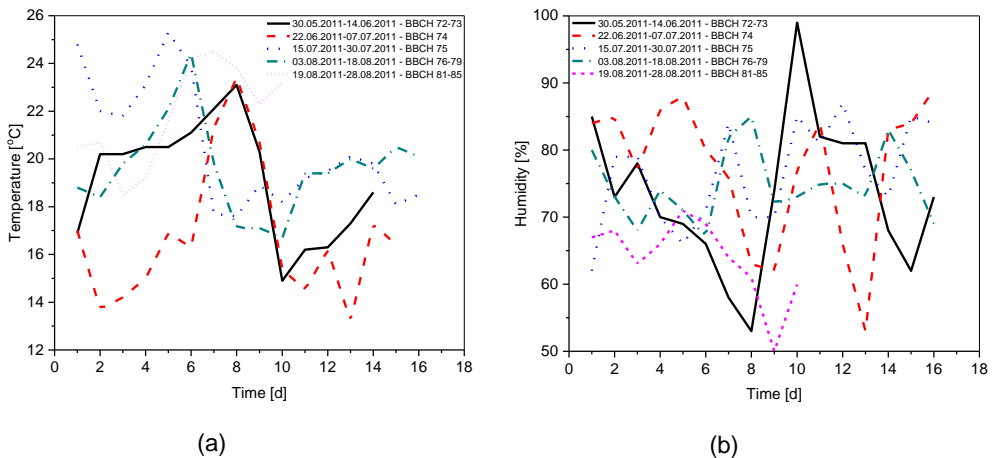 26
24
22
20
18
16
14
12
Temperature [°C]
0 2 4 6 8 10 12 14 16 18
Time [d]
30.05.2011-14.06.2011 - BBCH 72-73
22.06.2011-07.07.2011 - BBCH 74
15.07.2011-30.07.2011 - BBCH 75
03.08.2011-18.08.2011 - BBCH 76-79
19.08.2011-28.08.2011 - BBCH 81-85
(a)
100
90
80
70
60
50
Humidity [%]
0 2 4 6 8 10 12 14 16 18
Time [d]
30.05.2011-14.06.2011 - BBCH 72-73
22.06.2011-07.07.2011 - BBCH 74
15.07.2011-30.07.2011 - BBCH 75
03.08.2011-18.08.2011 - BBCH 76-79
19.08.2011-28.08.2011 - BBCH 81-85
(b)